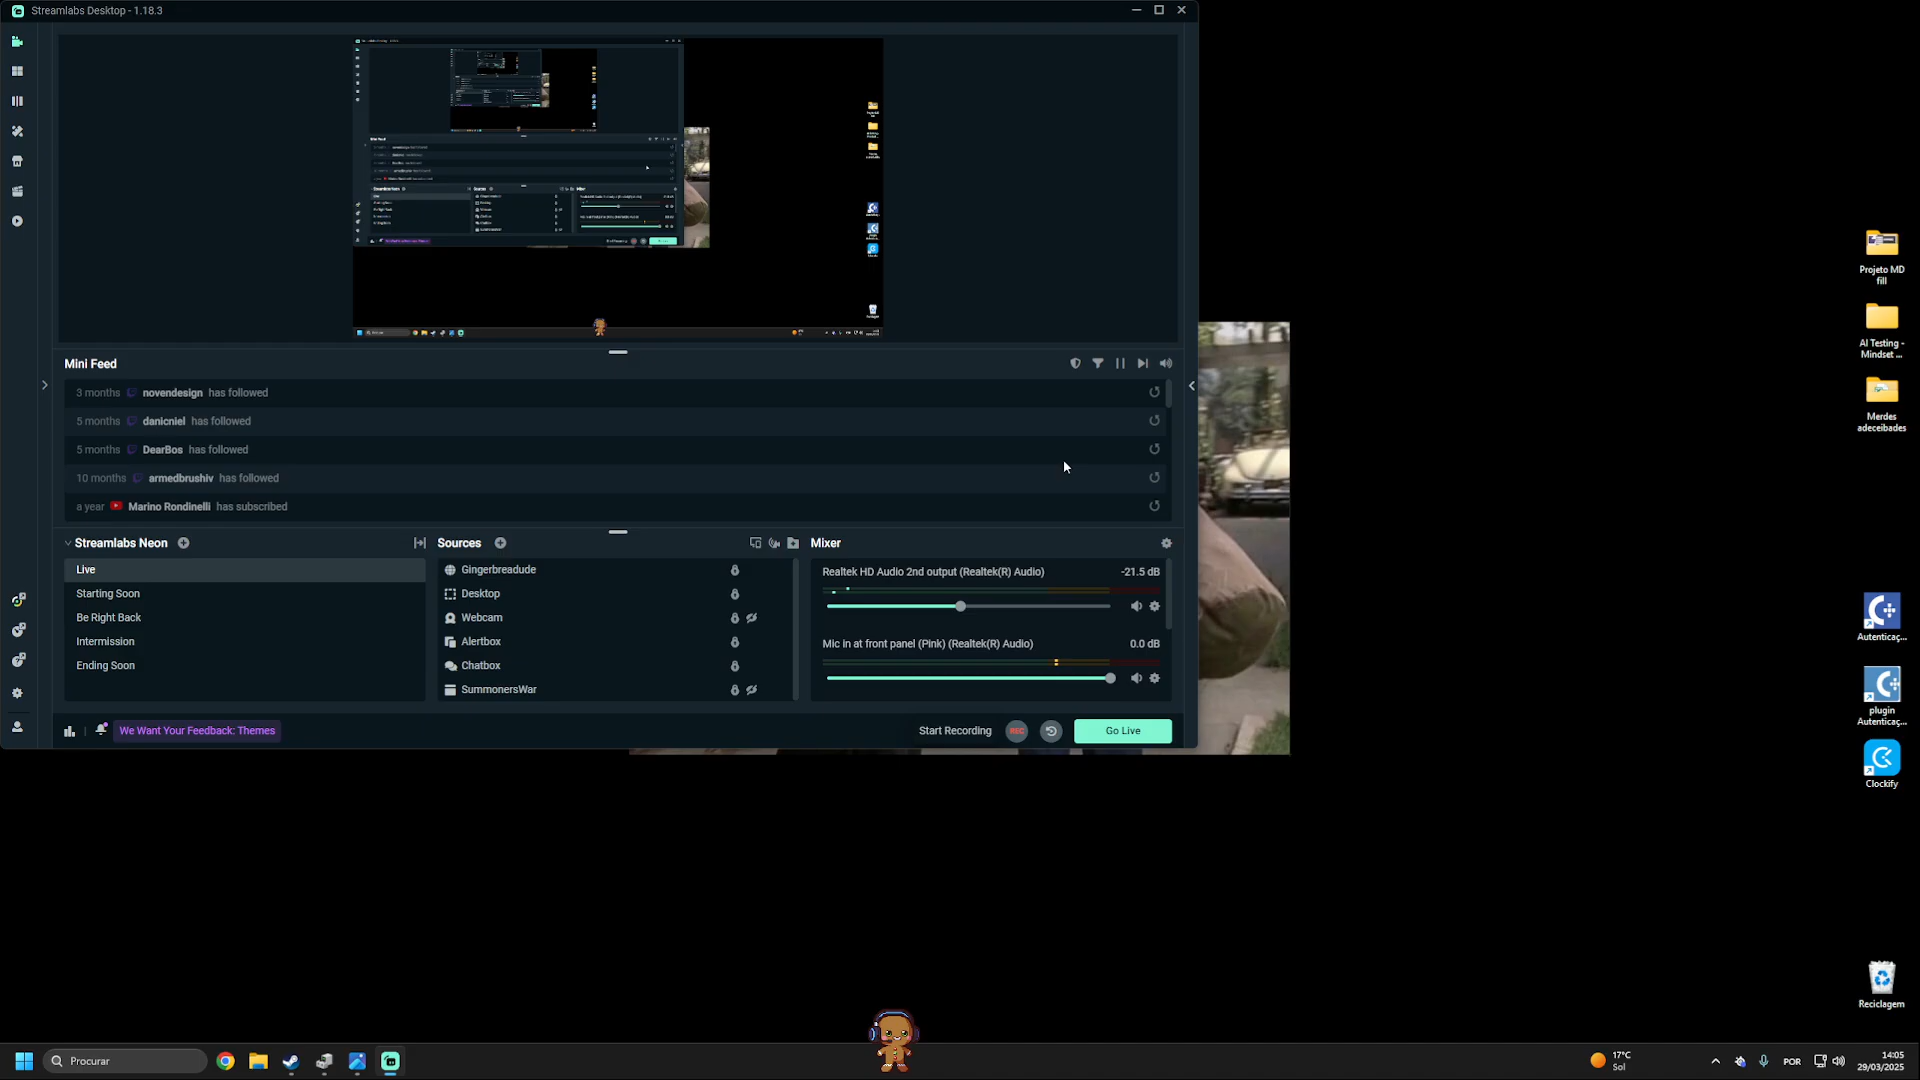 Streamlabs Desktop - 1.18.3
Mini Feed
3 months novendesign has followed
5 months danicniel has followed
5 months DearBos has followed
10 months armedbrushiv has followed
a year Marino Rondinelli has subscribed
Streamlabs Neon
Live
Starting Soon
Be Right Back
Intermission
Ending Soon
Sources
Gingerbreadude
Desktop
Webcam
Alertbox
Chatbox
SummonersWar
Mixer
Realtek HD Audio 2nd output (Realtek(R) Audio) -21.5 dB
Mic in at front panel (Pink) (Realtek(R) Audio) 0.0 dB
We Want Your Feedback: Themes
Start Recording
REC
Go Live
Projeto MD
fill
AI Testing -
Mindset ...
Merdes
adeceibades
Autenticaç...
plugin
Autenticaç...
Clockify
Reciclagem
Procurar
17°C
Sol
POR
14:05
29/03/2025